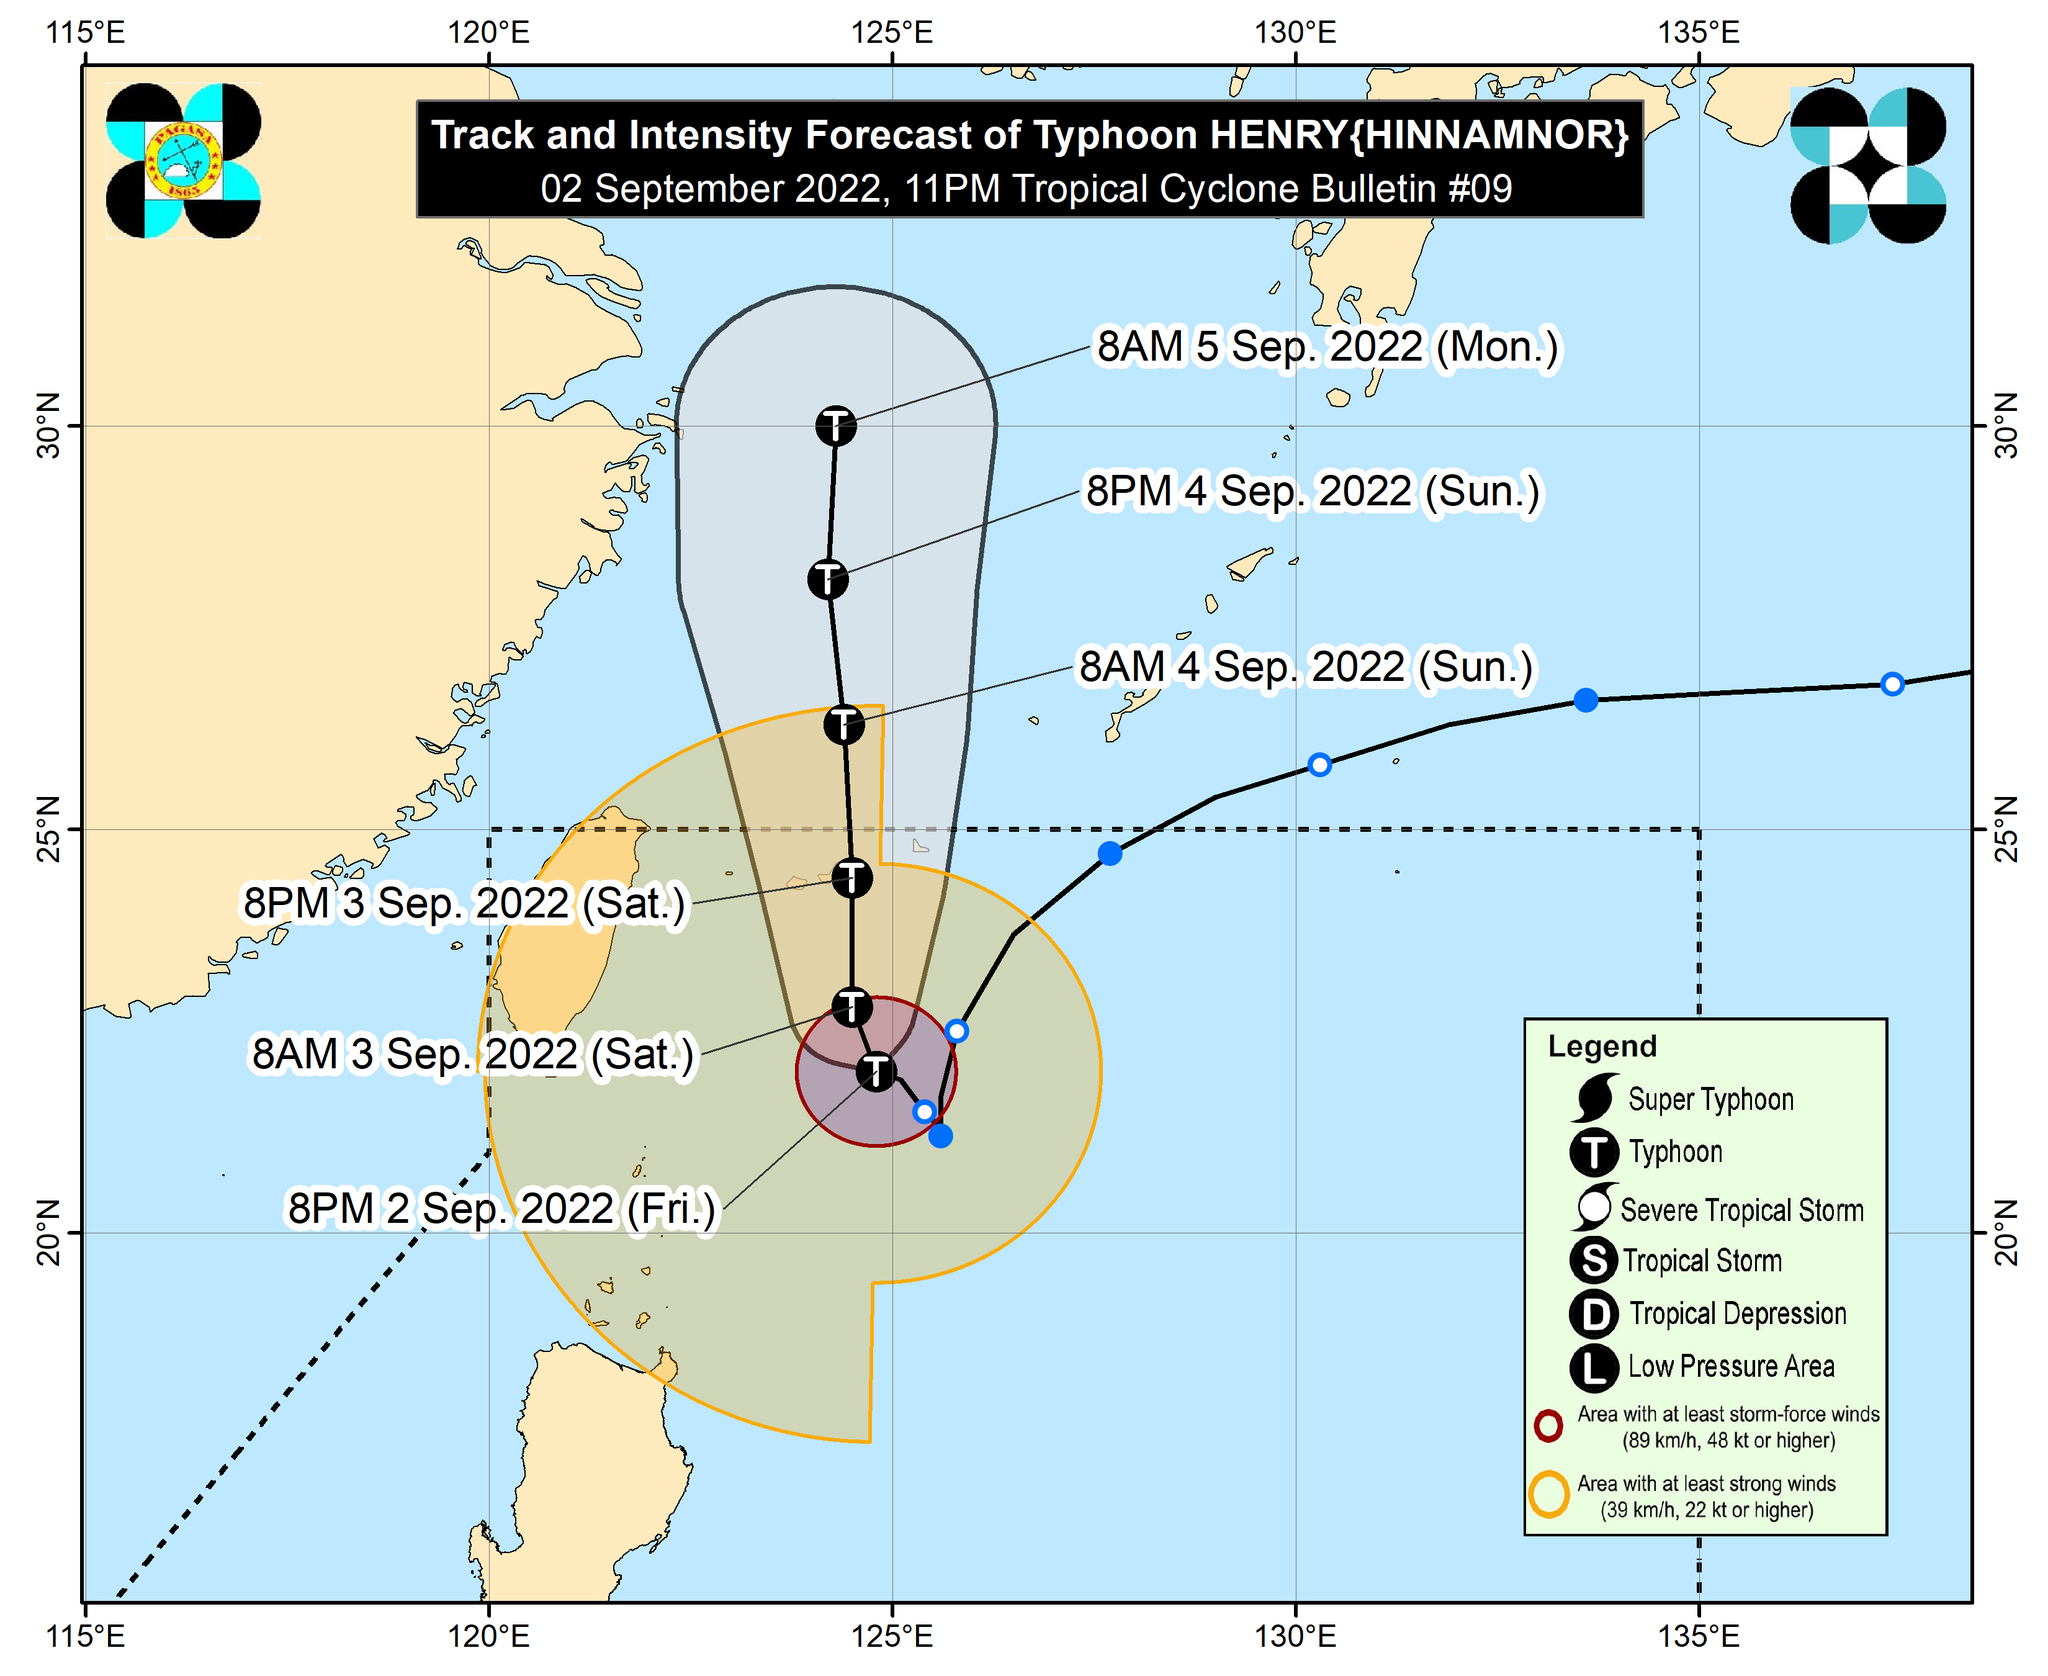 115°E 120°E 125°E 130°E 135°E
PAGASA
1865
Track and Intensity Forecast of Typhoon HENRY{HINNAMNOR}
02 September 2022, 11PM Tropical Cyclone Bulletin #09
8AM 5 Sep. 2022 (Mon.)
30°N
T
30°N
8PM 4 Sep. 2022 (Sun.)
T
8AM 4 Sep. 2022 (Sun.)
T
25°N
25°N
8PM 3 Sep. 2022 (Sat.)
T
8AM 3 Sep. 2022 (Sat.)
T
8PM 2 Sep. 2022 (Fri.)
T
20°N
20°N
Legend
Super Typhoon
T Typhoon
Severe Tropical Storm
S Tropical Storm
D Tropical Depression
L Low Pressure Area
Area with at least storm-force winds
(89 km/h, 48 kt or higher)
Area with at least strong winds
(39 km/h, 22 kt or higher)
115°E 120°E 125°E 130°E 135°E